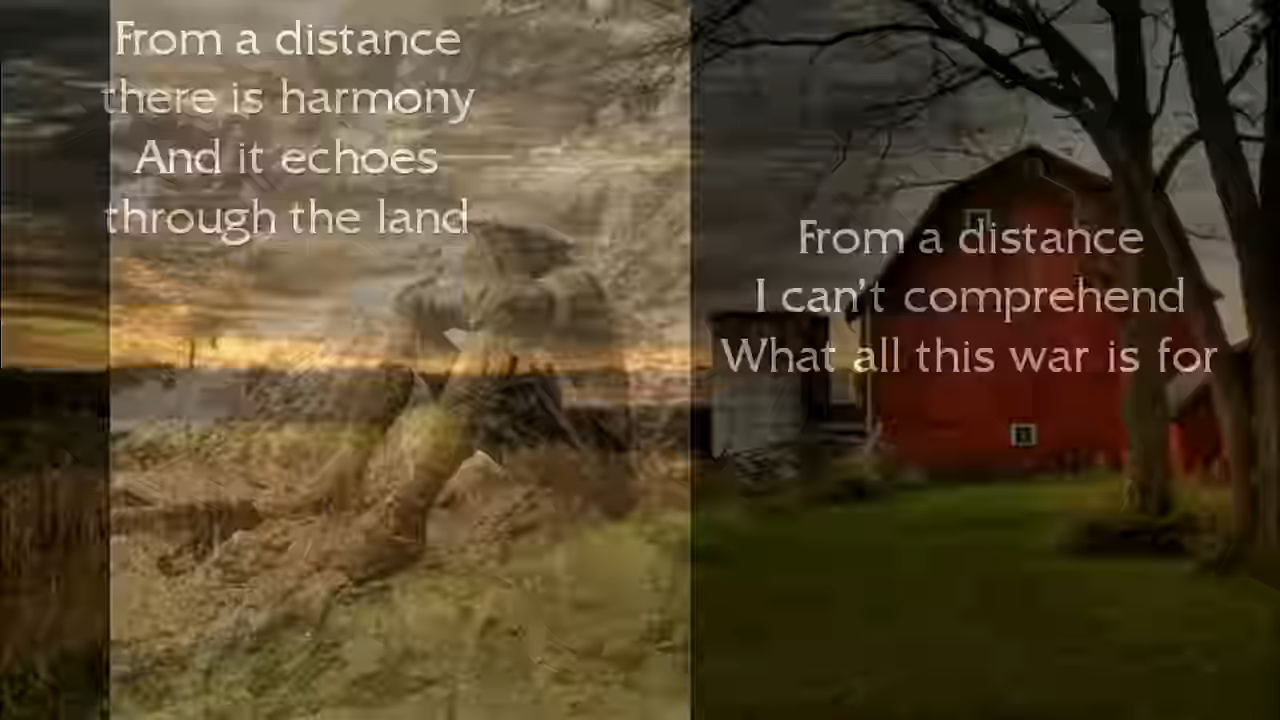 From a distance
there is harmony
And it echoes
through the land
From a distance
I can't comprehend
What all this war is for